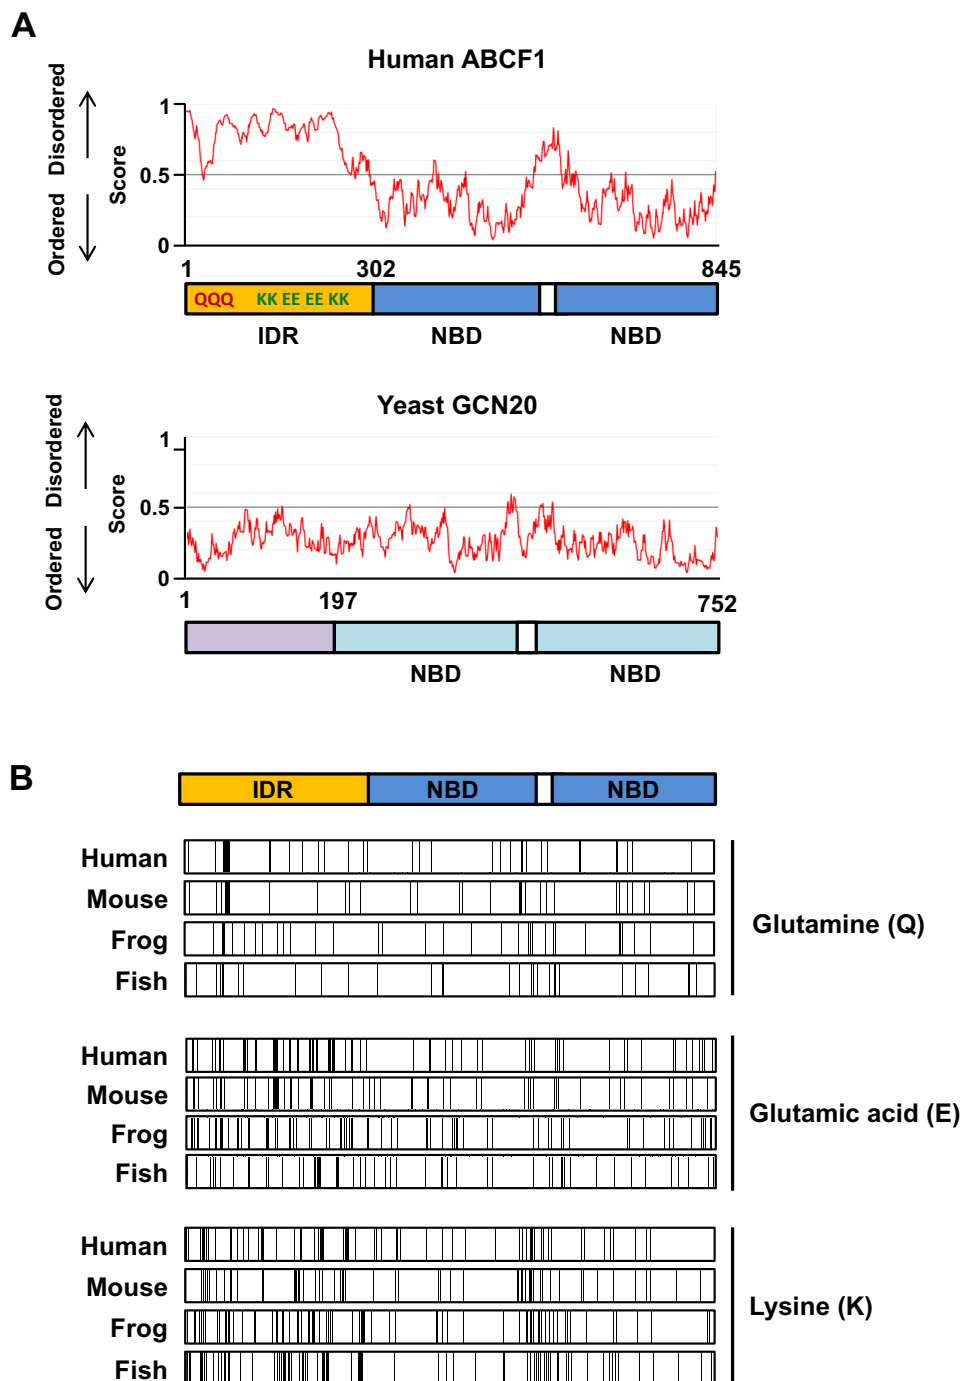 A
Human ABCF1
Ordered Disordered
Score
1
0.5
0
1 302 845
QQQ KK EE EE KK
IDR NBD NBD
Yeast GCN20
Ordered Disordered
Score
1
0.5
0
1 197 752
NBD NBD
B
IDR NBD NBD
Human
Mouse
Frog
Fish
Glutamine (Q)
Human
Mouse
Frog
Fish
Glutamic acid (E)
Human
Mouse
Frog
Fish
Lysine (K)